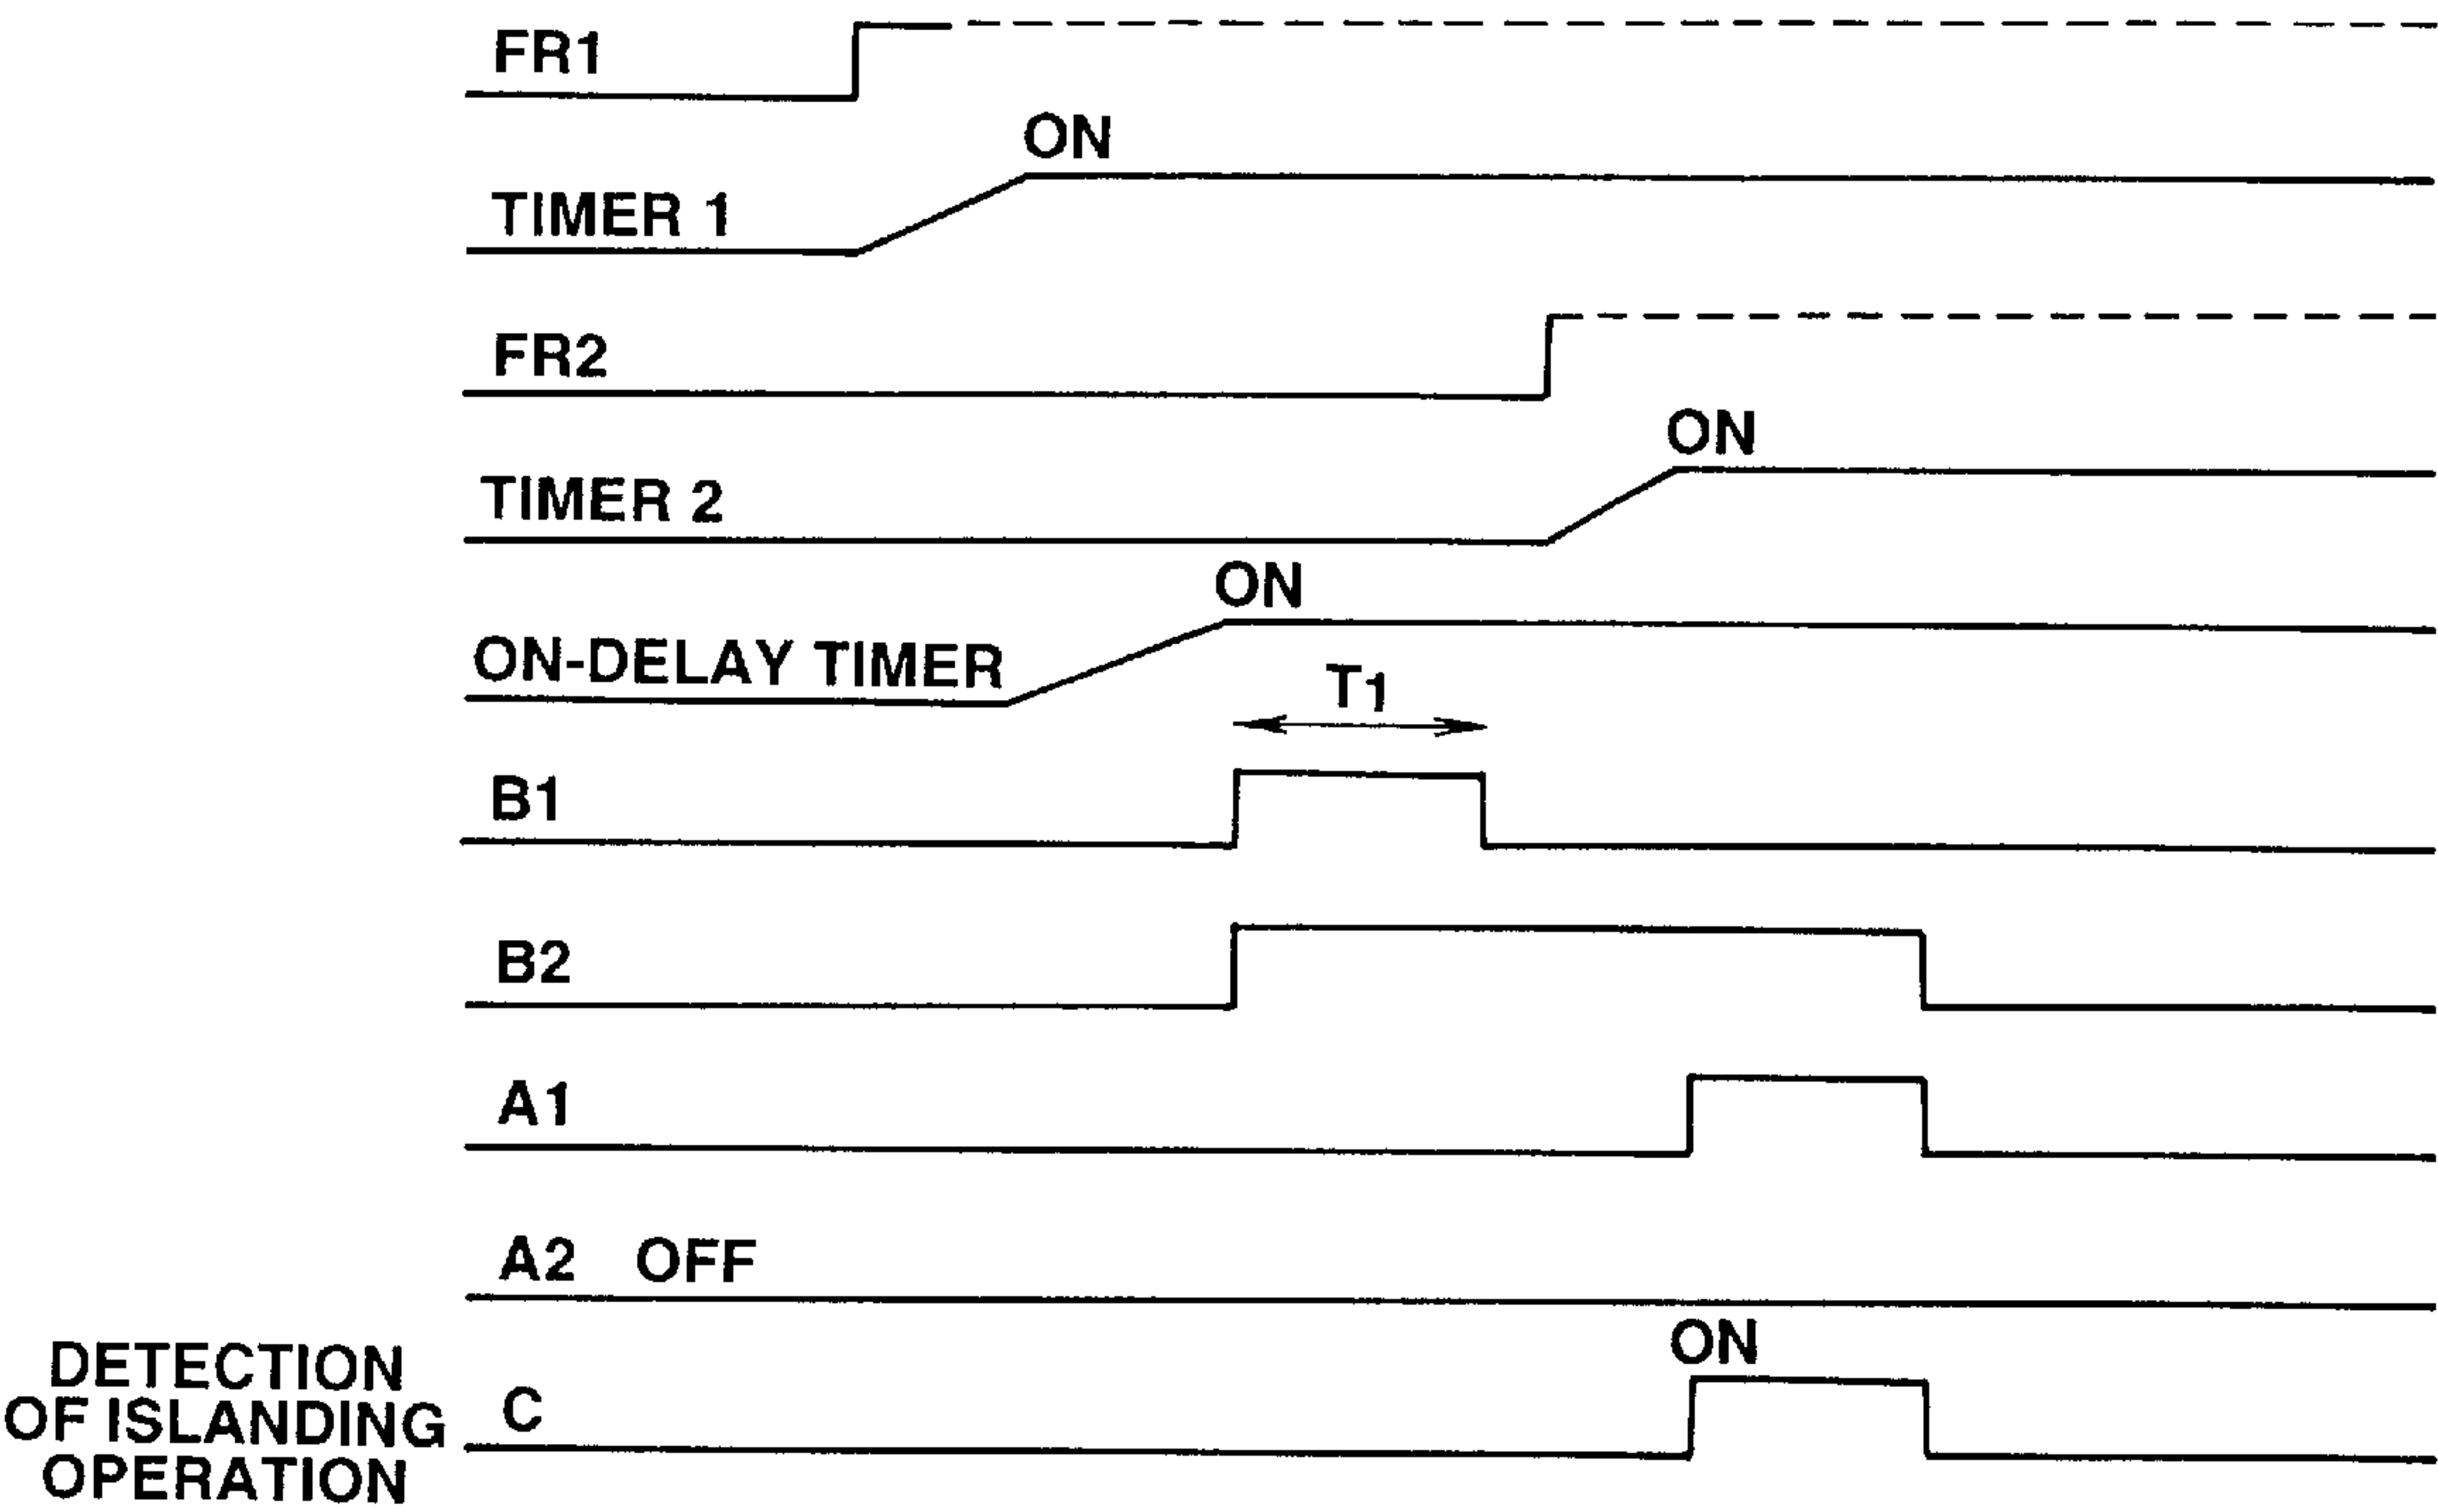 FR1
ON
TIMER 1
FR2
ON
TIMER 2
ON
ON-DELAY TIMER
T1
B1
B2
A1
A2 OFF
ON
DETECTION
OF ISLANDING
OPERATION
C